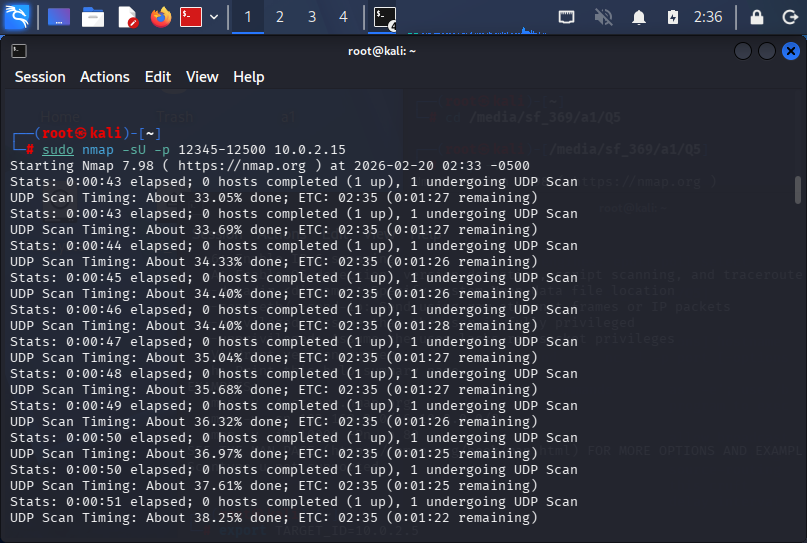 1 2 3 4 2:36
root@kali: ~
Session Actions Edit View Help
Home Trash
/media/sf_369/a1/Q5
┌──(root㉿kali)-[~]
└─# sudo nmap -sU -p 12345-12500 10.0.2.15
Starting Nmap 7.98 ( https://nmap.org ) at 2026-02-20 02:33 -0500
Stats: 0:00:43 elapsed; 0 hosts completed (1 up), 1 undergoing UDP Scan
UDP Scan Timing: About 33.05% done; ETC: 02:35 (0:01:27 remaining)
Stats: 0:00:43 elapsed; 0 hosts completed (1 up), 1 undergoing UDP Scan
UDP Scan Timing: About 33.69% done; ETC: 02:35 (0:01:27 remaining)
Stats: 0:00:44 elapsed; 0 hosts completed (1 up), 1 undergoing UDP Scan
UDP Scan Timing: About 34.33% done; ETC: 02:35 (0:01:26 remaining)
Stats: 0:00:45 elapsed; 0 hosts completed (1 up), 1 undergoing UDP Scan
UDP Scan Timing: About 34.40% done; ETC: 02:35 (0:01:26 remaining)
Stats: 0:00:46 elapsed; 0 hosts completed (1 up), 1 undergoing UDP Scan
UDP Scan Timing: About 34.40% done; ETC: 02:35 (0:01:28 remaining)
Stats: 0:00:47 elapsed; 0 hosts completed (1 up), 1 undergoing UDP Scan
UDP Scan Timing: About 35.04% done; ETC: 02:35 (0:01:27 remaining)
Stats: 0:00:48 elapsed; 0 hosts completed (1 up), 1 undergoing UDP Scan
UDP Scan Timing: About 35.68% done; ETC: 02:35 (0:01:27 remaining)
Stats: 0:00:49 elapsed; 0 hosts completed (1 up), 1 undergoing UDP Scan
UDP Scan Timing: About 36.32% done; ETC: 02:35 (0:01:26 remaining)
Stats: 0:00:50 elapsed; 0 hosts completed (1 up), 1 undergoing UDP Scan
UDP Scan Timing: About 36.97% done; ETC: 02:35 (0:01:25 remaining)
Stats: 0:00:50 elapsed; 0 hosts completed (1 up), 1 undergoing UDP Scan
UDP Scan Timing: About 37.61% done; ETC: 02:35 (0:01:25 remaining)
Stats: 0:00:51 elapsed; 0 hosts completed (1 up), 1 undergoing UDP Scan
UDP Scan Timing: About 38.25% done; ETC: 02:35 (0:01:22 remaining)